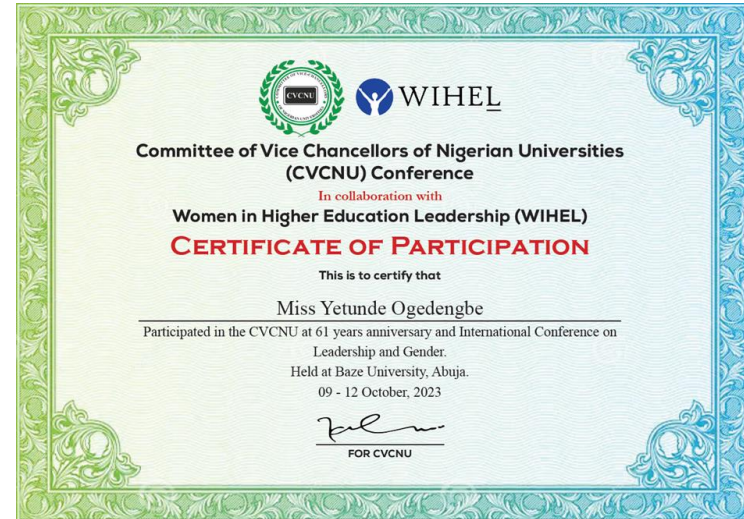 CVCNU
WIHEL
Committee of Vice Chancellors of Nigerian Universities
(CVCNU) Conference
In collaboration with
Women in Higher Education Leadership (WIHEL)
CERTIFICATE OF PARTICIPATION
This is to certify that
Miss Yetunde Ogedengbe
Participated in the CVCNU at 61 years anniversary and International Conference on
Leadership and Gender.
Held at Baze University, Abuja.
09 - 12 October, 2023
FOR CVCNU